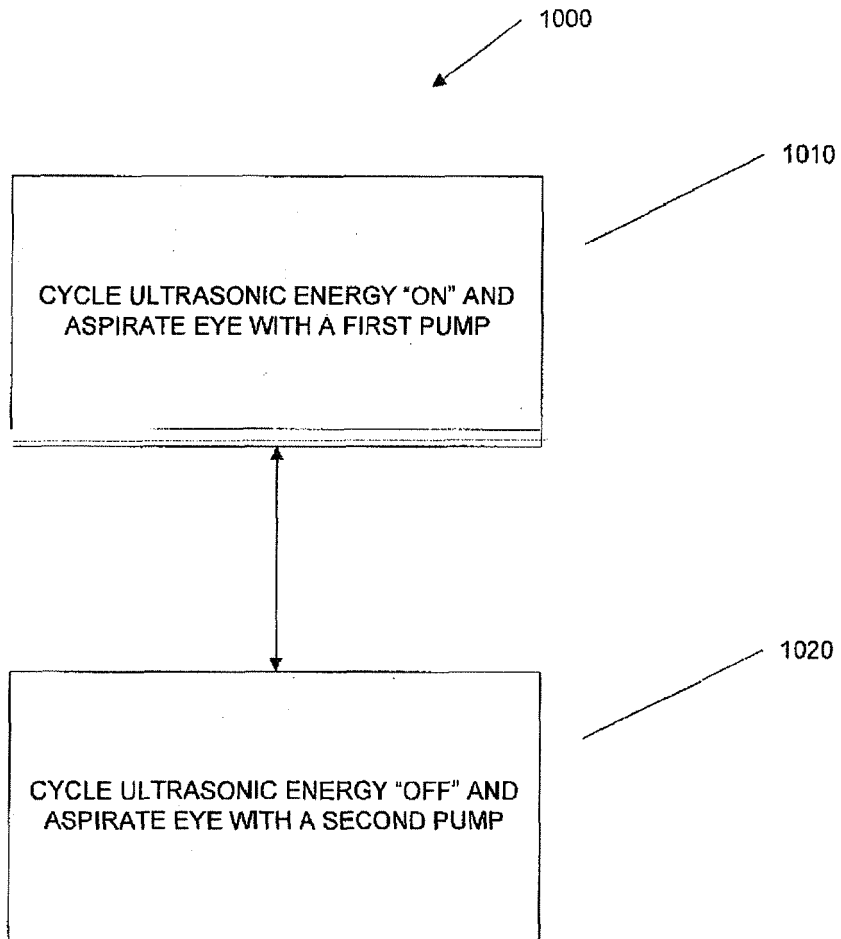 1000
1010
CYCLE ULTRASONIC ENERGY "ON" AND
ASPIRATE EYE WITH A FIRST PUMP
1020
CYCLE ULTRASONIC ENERGY "OFF" AND
ASPIRATE EYE WITH A SECOND PUMP